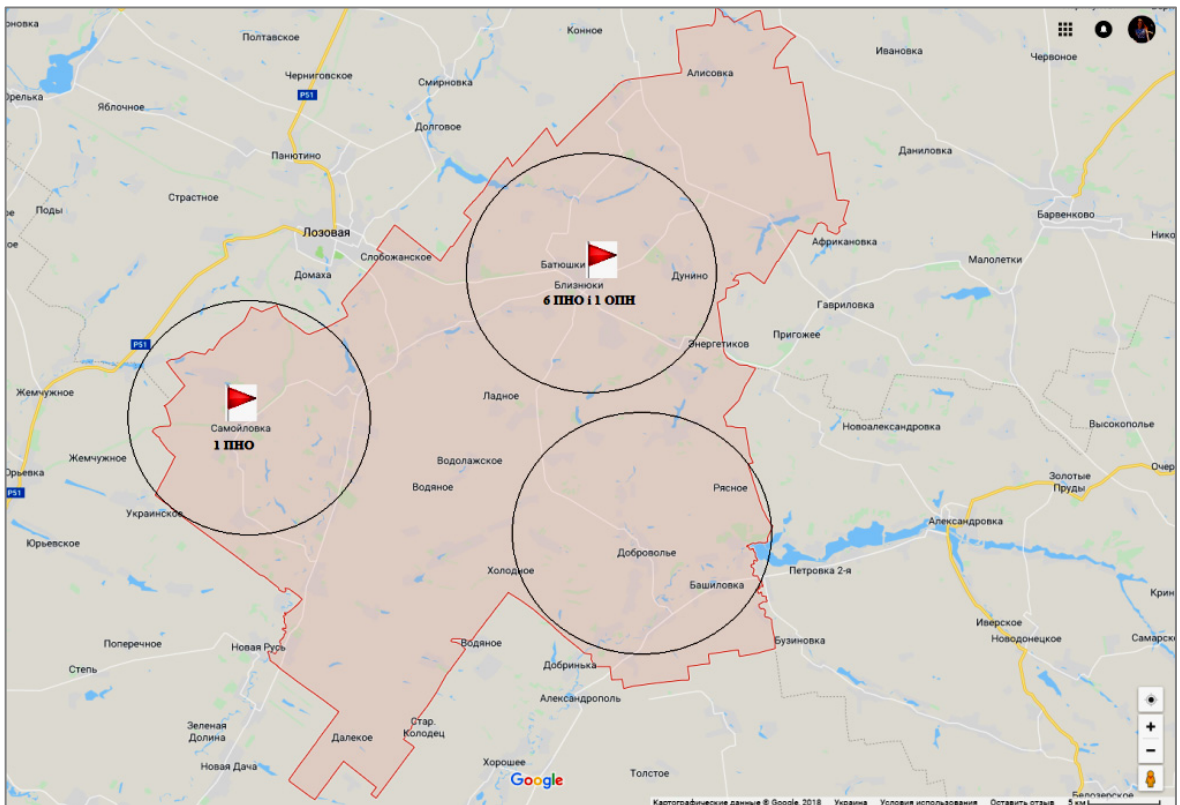 Конное
Полтавское
Ивановка
Червоное
Черниговское
Алисовка
Смирновка
P51
Яблочное
Долговое
Панютино
Даниловка
Страстное
Поды
Барвенково
Лозовая
Африкановка
Слобожанское
Батюшки
Малолетки
Домаха
Дунино
Близнюки
6 ПНО і 1 ОПН
Гавриловка
Пригожее
P51
Энергетиков
Жемчужное
Ладное
Самойловка
Новоалександровка
Высокополье
1 ПНО
Жемчужное
Водолажское
Золотые
Пруды
P51
Водяное
Рясное
Украинское
Александровка
Юрьевское
Доброволье
Холодное
Петровка 2-я
Башиловка
Иверское
Поперечное
Новая Русь
Водяное
Бузиновка
Новодонецкое
Степь
Добринька
Александрополь
Зеленая
Долина
Стар.
Колодец
Далекое
Новая Дача
Хорошее
Google
Толстое
Картографические данные © Google, 2018 Украина Условия использования Оставить отзыв 5 км